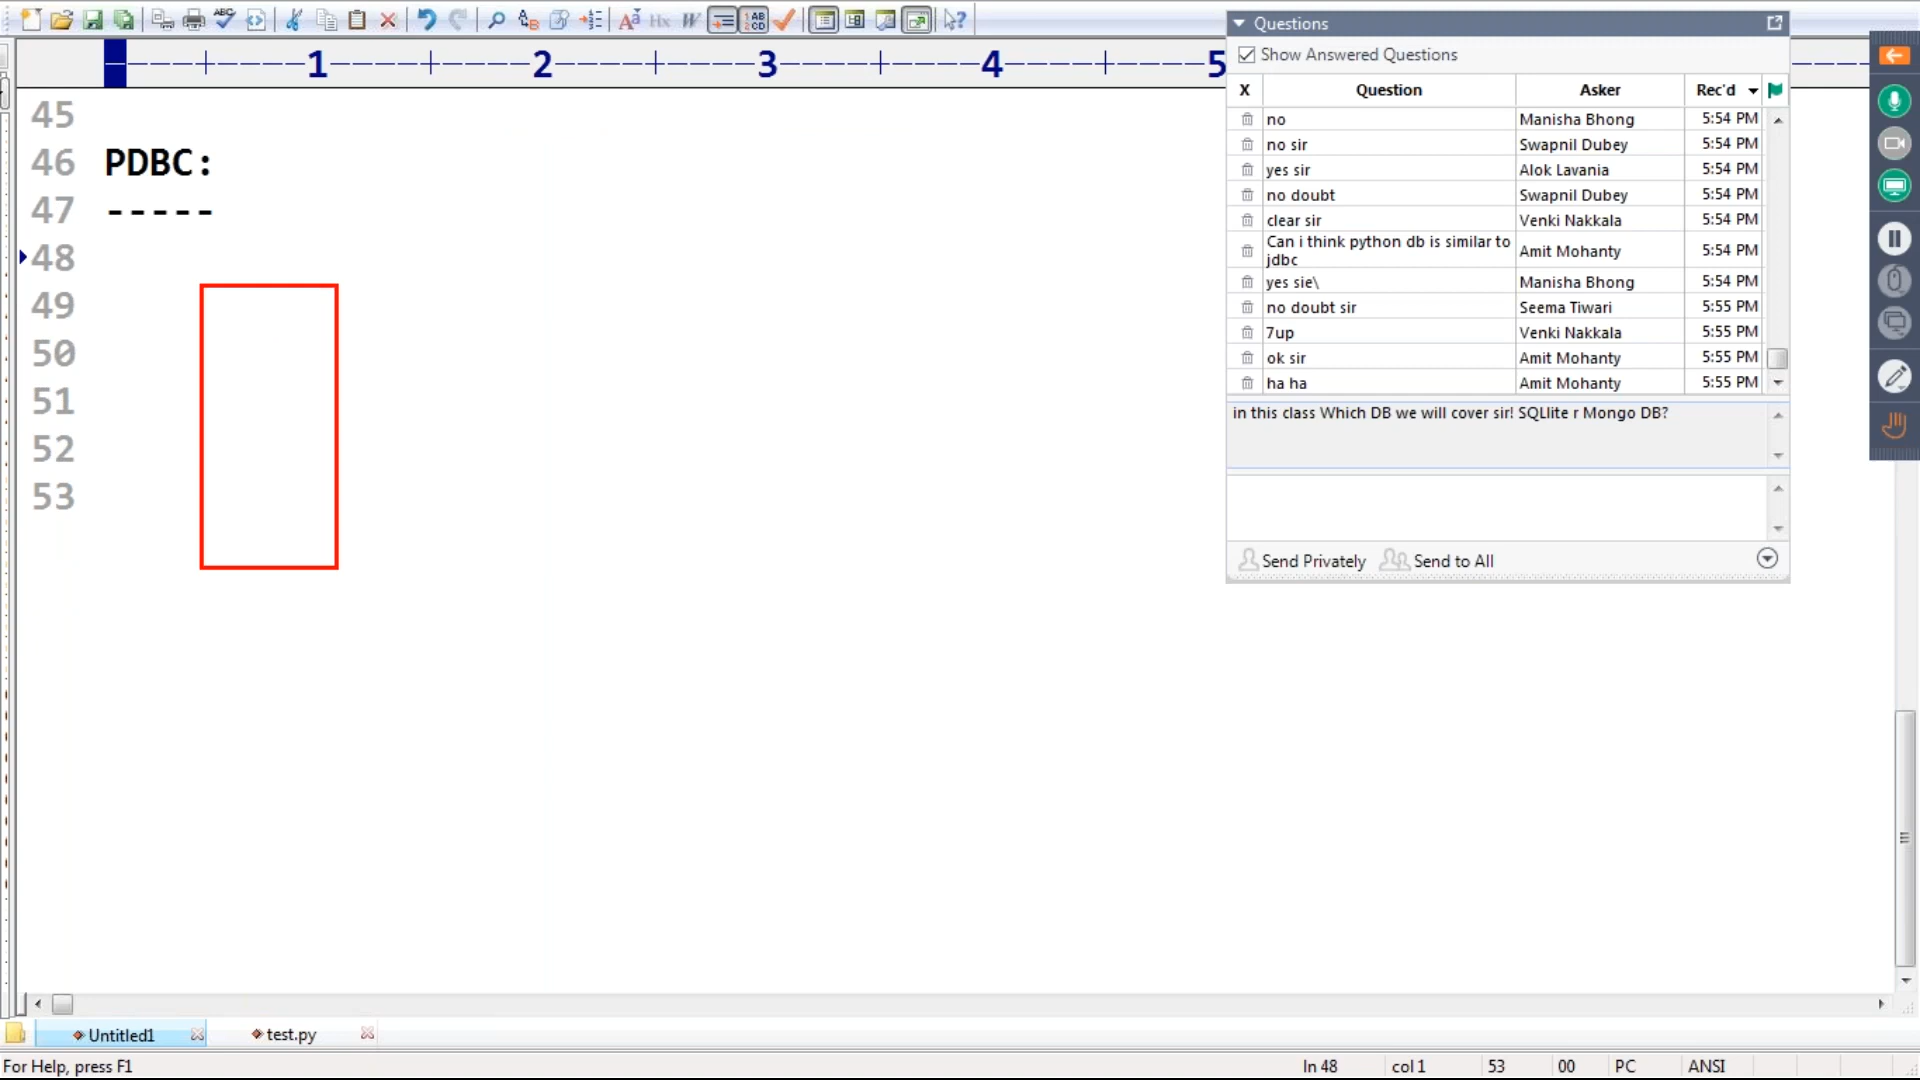 1 2 3 4 5
45
46 PDBC:
47 -----
48
49
50
51
52
53
Questions
Show Answered Questions
X Question Asker Rec'd
no Manisha Bhong 5:54 PM
no sir Swapnil Dubey 5:54 PM
yes sir Alok Lavania 5:54 PM
no doubt Swapnil Dubey 5:54 PM
clear sir Venki Nakkala 5:54 PM
Can i think python db is similar to
jdbc Amit Mohanty 5:54 PM
yes sie\ Manisha Bhong 5:54 PM
no doubt sir Seema Tiwari 5:55 PM
7up Venki Nakkala 5:55 PM
ok sir Amit Mohanty 5:55 PM
ha ha Amit Mohanty 5:55 PM
in this class Which DB we will cover sir! SQLlite r Mongo DB?
Send Privately Send to All
Untitled1 test.py
For Help, press F1 ln 48 col 1 53 00 PC ANSI